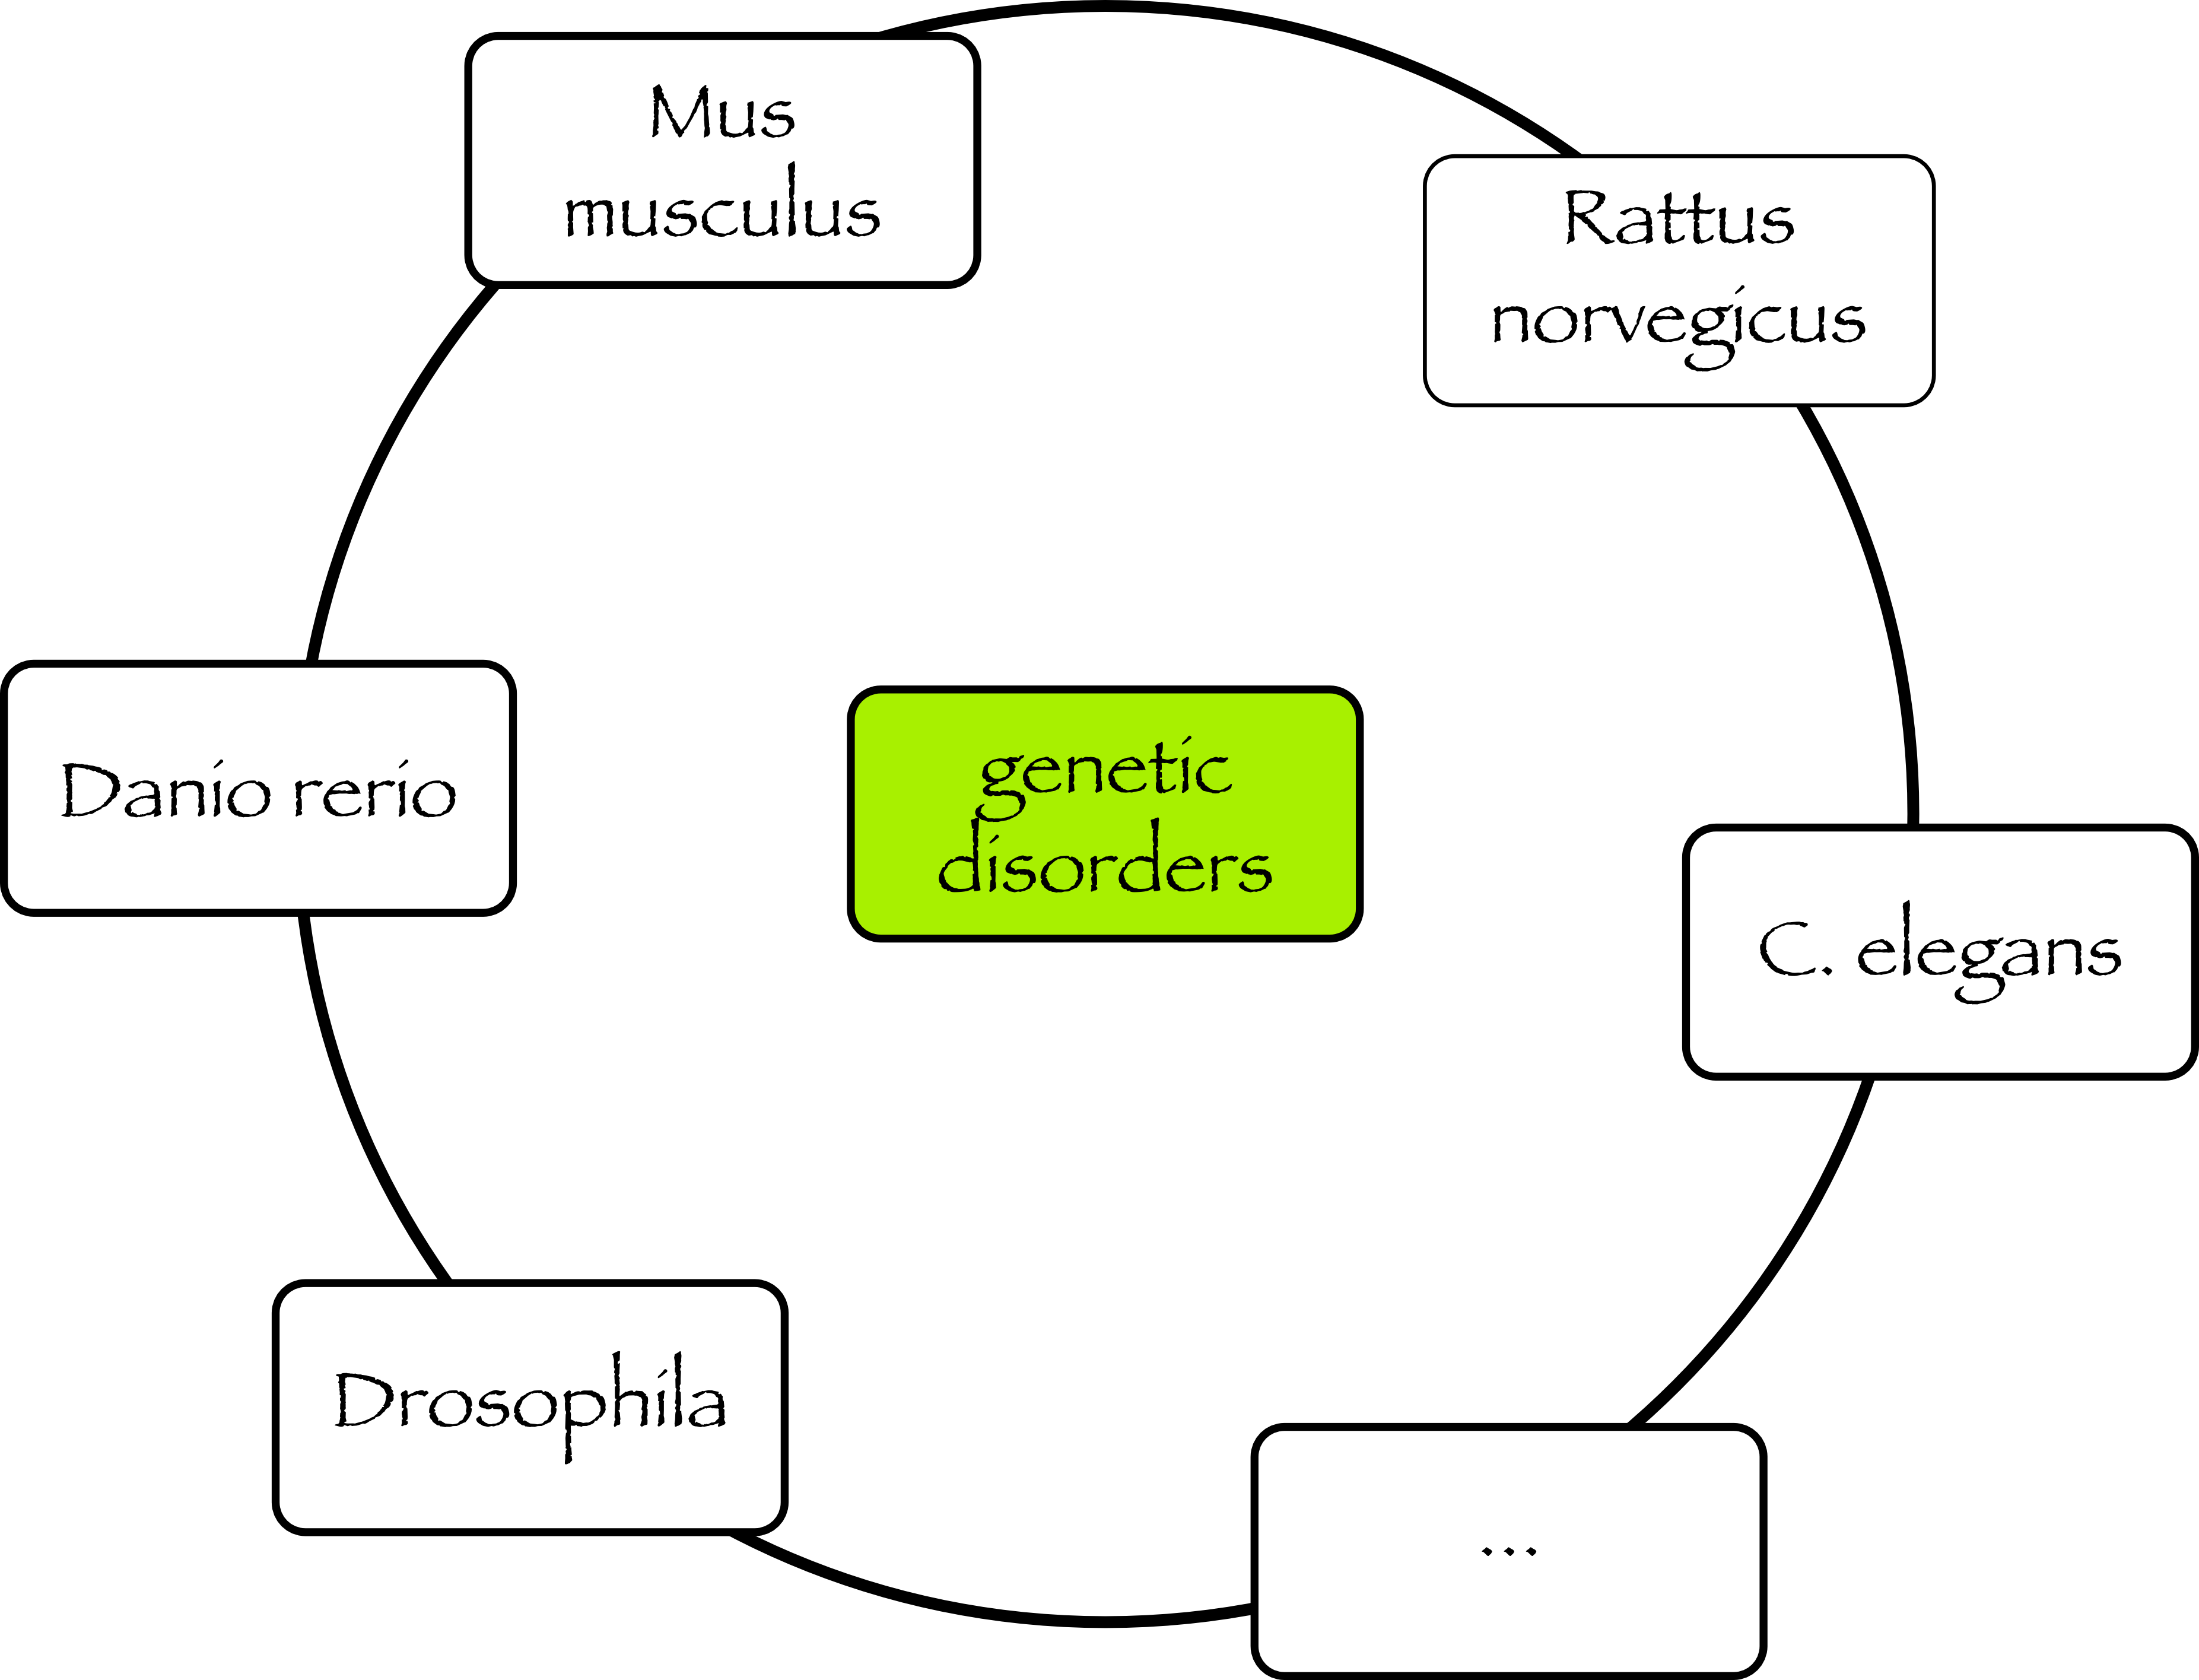 Mus
musculus
Rattus
norvegicus
Danio rerio
genetic
disorders
C. elegans
Drosophila
...